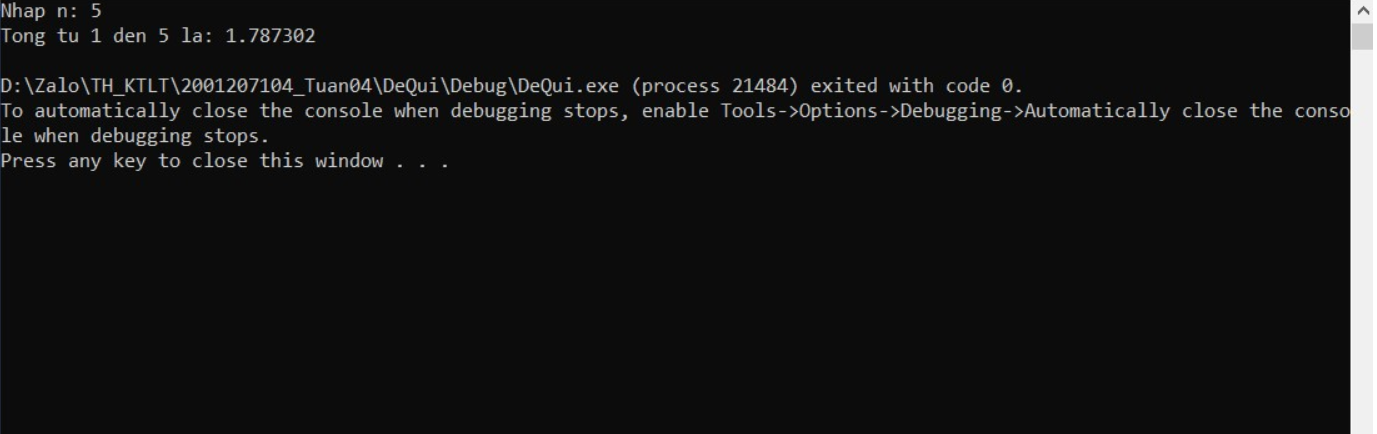 Nhap n: 5
Tong tu 1 den 5 la: 1.787302
D:\Zalo\TH_KTLT\2001207104_Tuan04\DeQui\Debug\DeQui.exe (process 21484) exited with code 0.
To automatically close the console when debugging stops, enable Tools->Options->Debugging->Automatically close the conso
le when debugging stops.
Press any key to close this window . . .